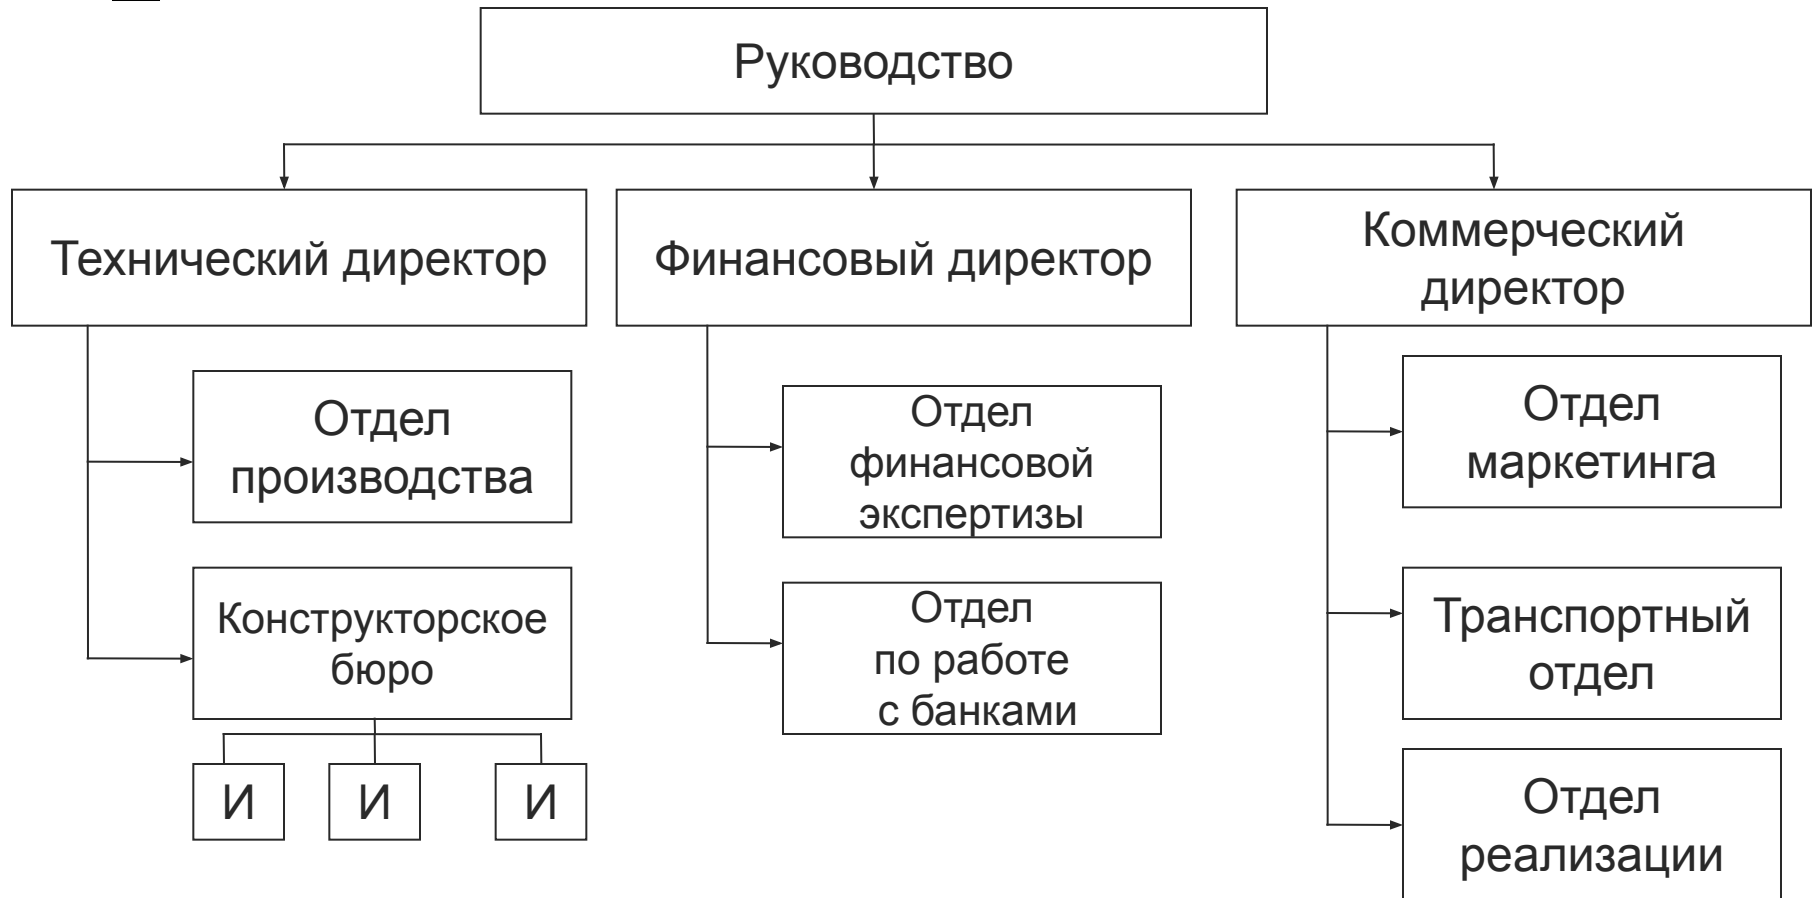 Руководство
Технический директор
Финансовый директор
Коммерческий
директор
Отдел
производства
Конструкторское
бюро
И
И
И
Отдел
финансовой
экспертизы
Отдел
по работе
с банками
Отдел
маркетинга
Транспортный
отдел
Отдел
реализации